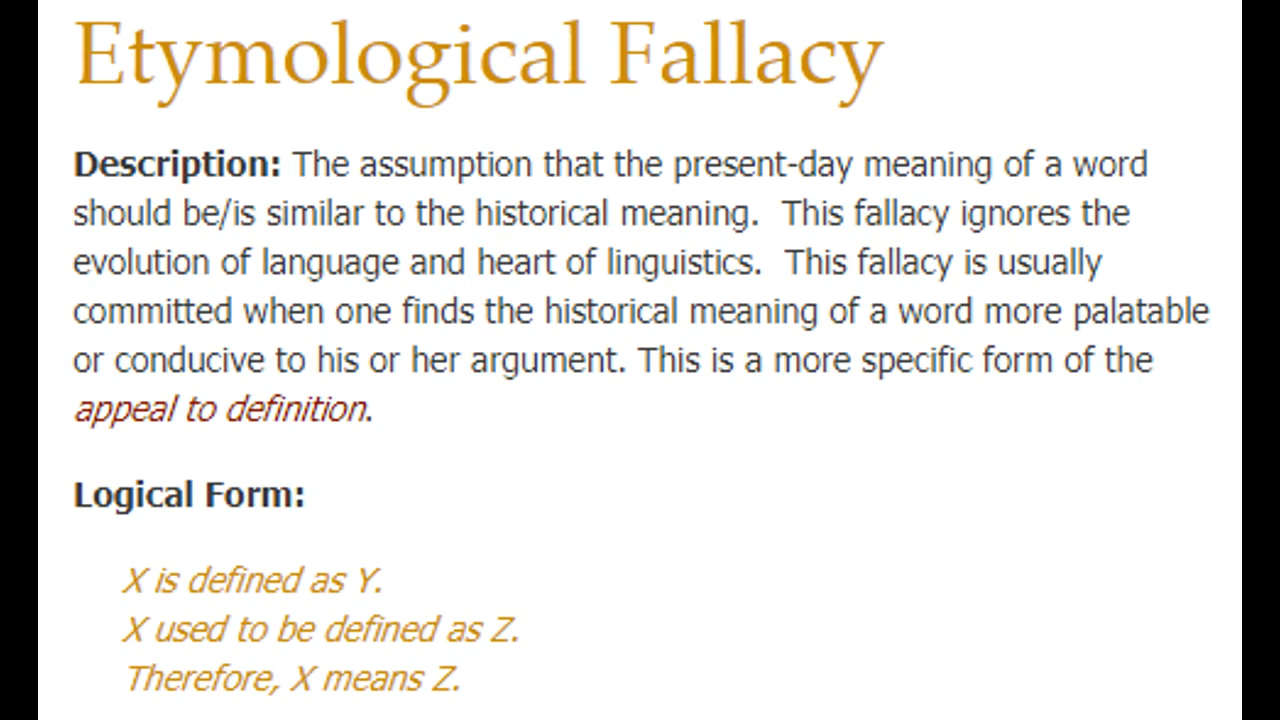 Etymological Fallacy
Description: The assumption that the present-day meaning of a word
should be/is similar to the historical meaning.  This fallacy ignores the
evolution of language and heart of linguistics.  This fallacy is usually
committed when one finds the historical meaning of a word more palatable
or conducive to his or her argument. This is a more specific form of the
appeal to definition.
Logical Form:
X is defined as Y.
X used to be defined as Z.
Therefore, X means Z.